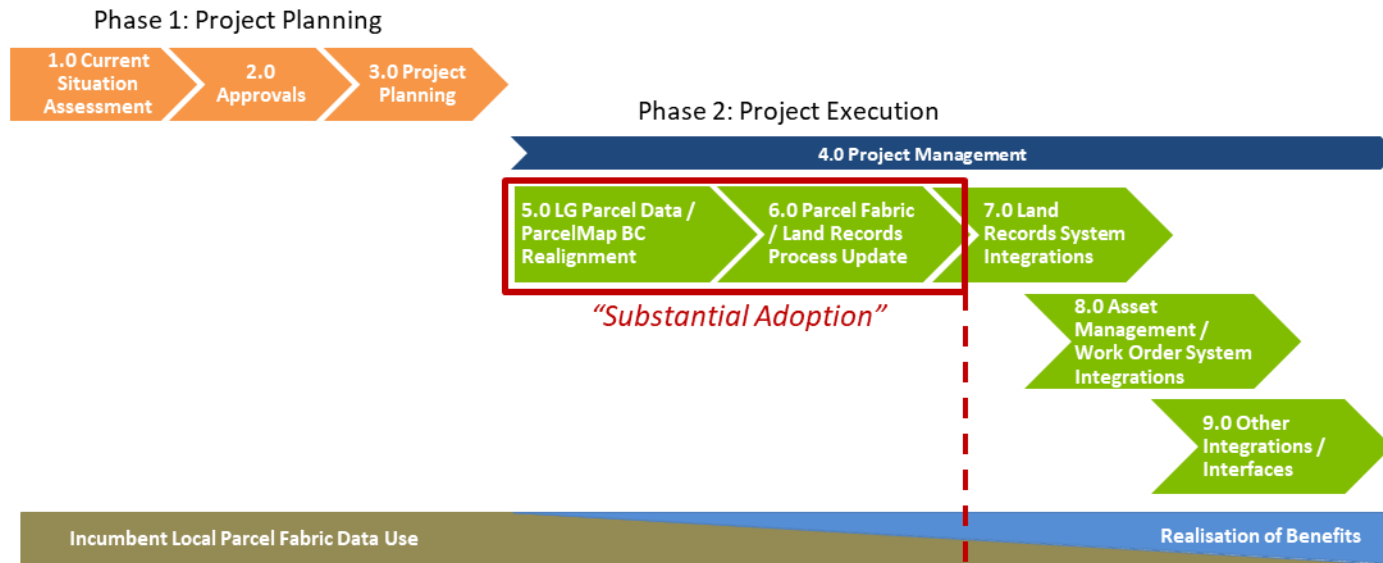 Phase 1: Project Planning
1.0 Current
Situation
Assessment
2.0
Approvals
3.0 Project
Planning
Phase 2: Project Execution
4.0 Project Management
5.0 LG Parcel Data /
ParcelMap BC
Realignment
6.0 Parcel Fabric
/ Land Records
Process Update
7.0 Land
Records System
Integrations
“Substantial Adoption”
8.0 Asset
Management /
Work Order System
Integrations
9.0 Other
Integrations /
Interfaces
Incumbent Local Parcel Fabric Data Use
Realisation of Benefits